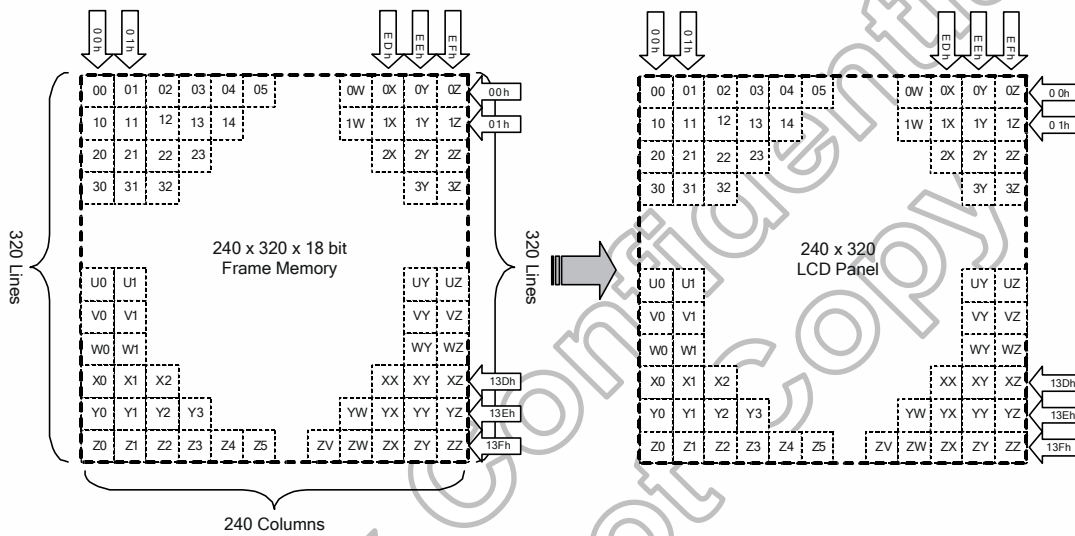 00h 01h EDh EEh EFh 00h 01h EDh EEh EFh
00 01 02 03 04 05 0W 0X 0Y 0Z 00h 00 01 02 03 04 05 0W 0X 0Y 0Z 00h
10 11 12 13 14 1W 1X 1Y 1Z 01h 10 11 12 13 14 1W 1X 1Y 1Z 01h
20 21 22 23 2X 2Y 2Z 20 21 22 23 2X 2Y 2Z
30 31 32 3Y 3Z 30 31 32 3Y 3Z
320 Lines
240 x 320 x 18 bit
Frame Memory
320 Lines
240 x 320
LCD Panel
U0 U1 UY UZ U0 U1 UY UZ
V0 V1 VY VZ V0 V1 VY VZ
W0 W1 WY WZ W0 W1 WY WZ
X0 X1 X2 XX XY XZ 13Dh X0 X1 X2 XX XY XZ 13Dh
Y0 Y1 Y2 Y3 YW YX YY YZ 13Eh Y0 Y1 Y2 Y3 YW YX YY YZ 13Eh
Z0 Z1 Z2 Z3 Z4 Z5 ZV ZW ZX ZY ZZ 13Fh Z0 Z1 Z2 Z3 Z4 Z5 ZV ZW ZX ZY ZZ 13Fh
240 Columns
Confidential
Copy